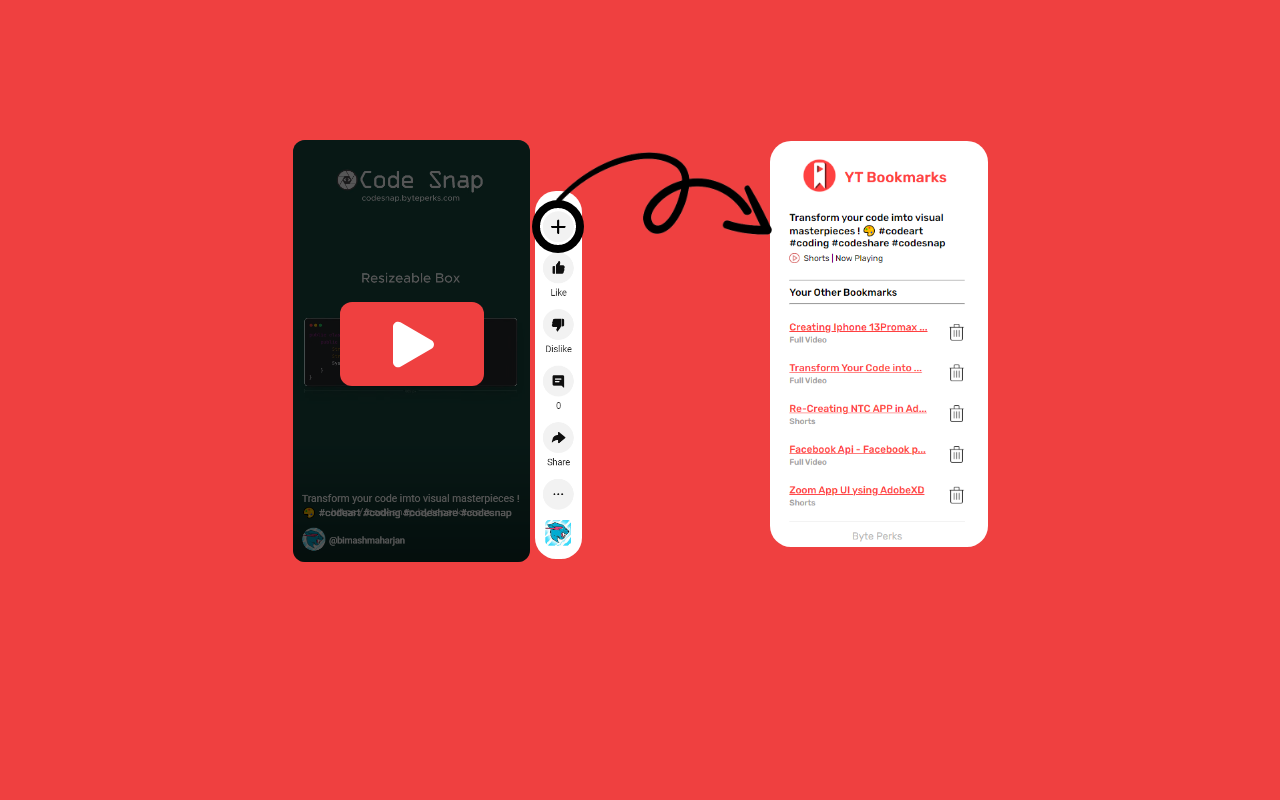 Code Snap
codesnap.byteperks.com
Resizeable Box
Transform your code imto visual masterpieces !
#codeart #coding #codeshare #codesnap
@bimashmaharjan
Like
Dislike
0
Share
YT Bookmarks
Transform your code imto visual
masterpieces ! #codeart
#coding #codeshare #codesnap
Shorts | Now Playing
Your Other Bookmarks
Creating Iphone 13Promax ...
Full Video
Transform Your Code into ...
Full Video
Re-Creating NTC APP in Ad...
Shorts
Facebook Api - Facebook p...
Full Video
Zoom App UI ysing AdobeXD
Shorts
Byte Perks